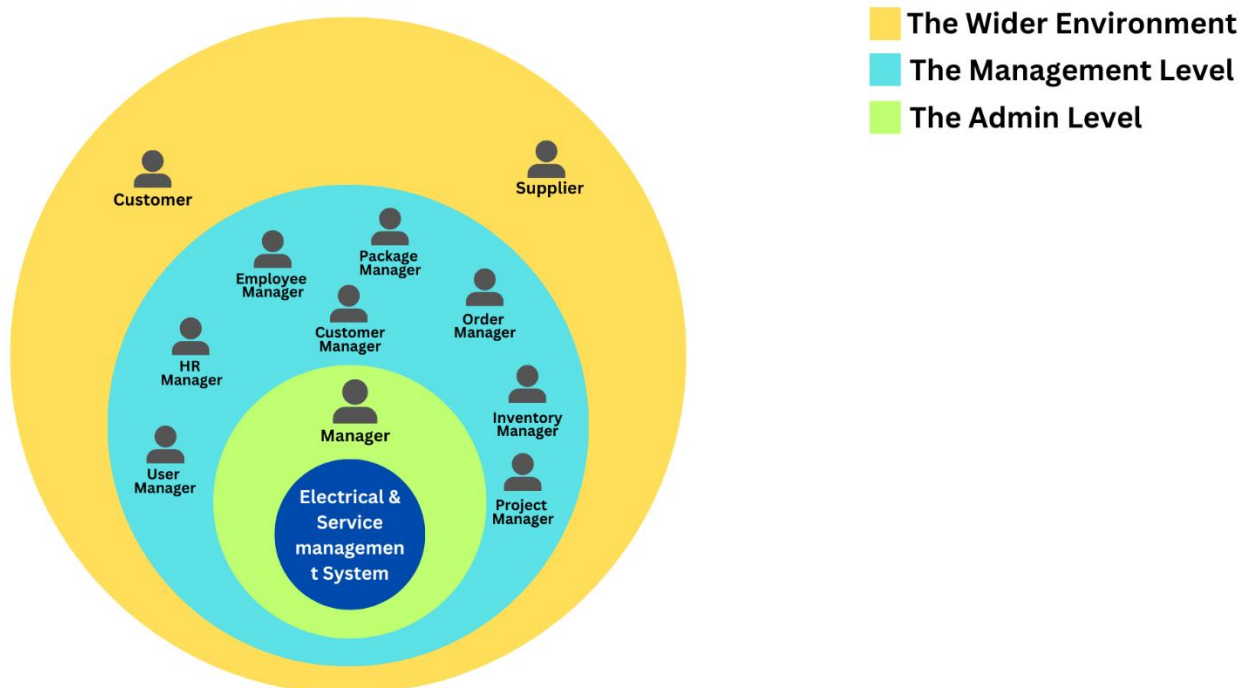 The Wider Environment
The Management Level
The Admin Level
Customer
Supplier
Package
Manager
Employee
Manager
Customer
Manager
Order
Manager
HR
Manager
Inventory
Manager
User
Manager
Project
Manager
Manager
Electrical &
Service
managemen
t System